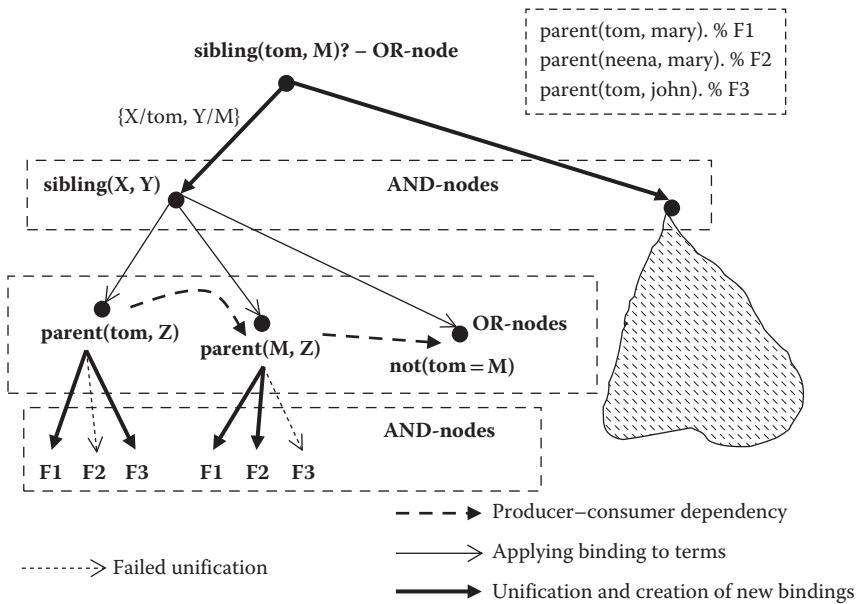 sibling(tom, M)? – OR-node
parent(tom, mary). % F1
parent(neena, mary). % F2
parent(tom, john). % F3
{X/tom, Y/M}
sibling(X, Y)
AND-nodes
OR-nodes
parent(tom, Z)
parent(M, Z)
not(tom = M)
AND-nodes
F1 F2 F3 F1 F2 F3
Producer–consumer dependency
Applying binding to terms
Failed unification
Unification and creation of new bindings